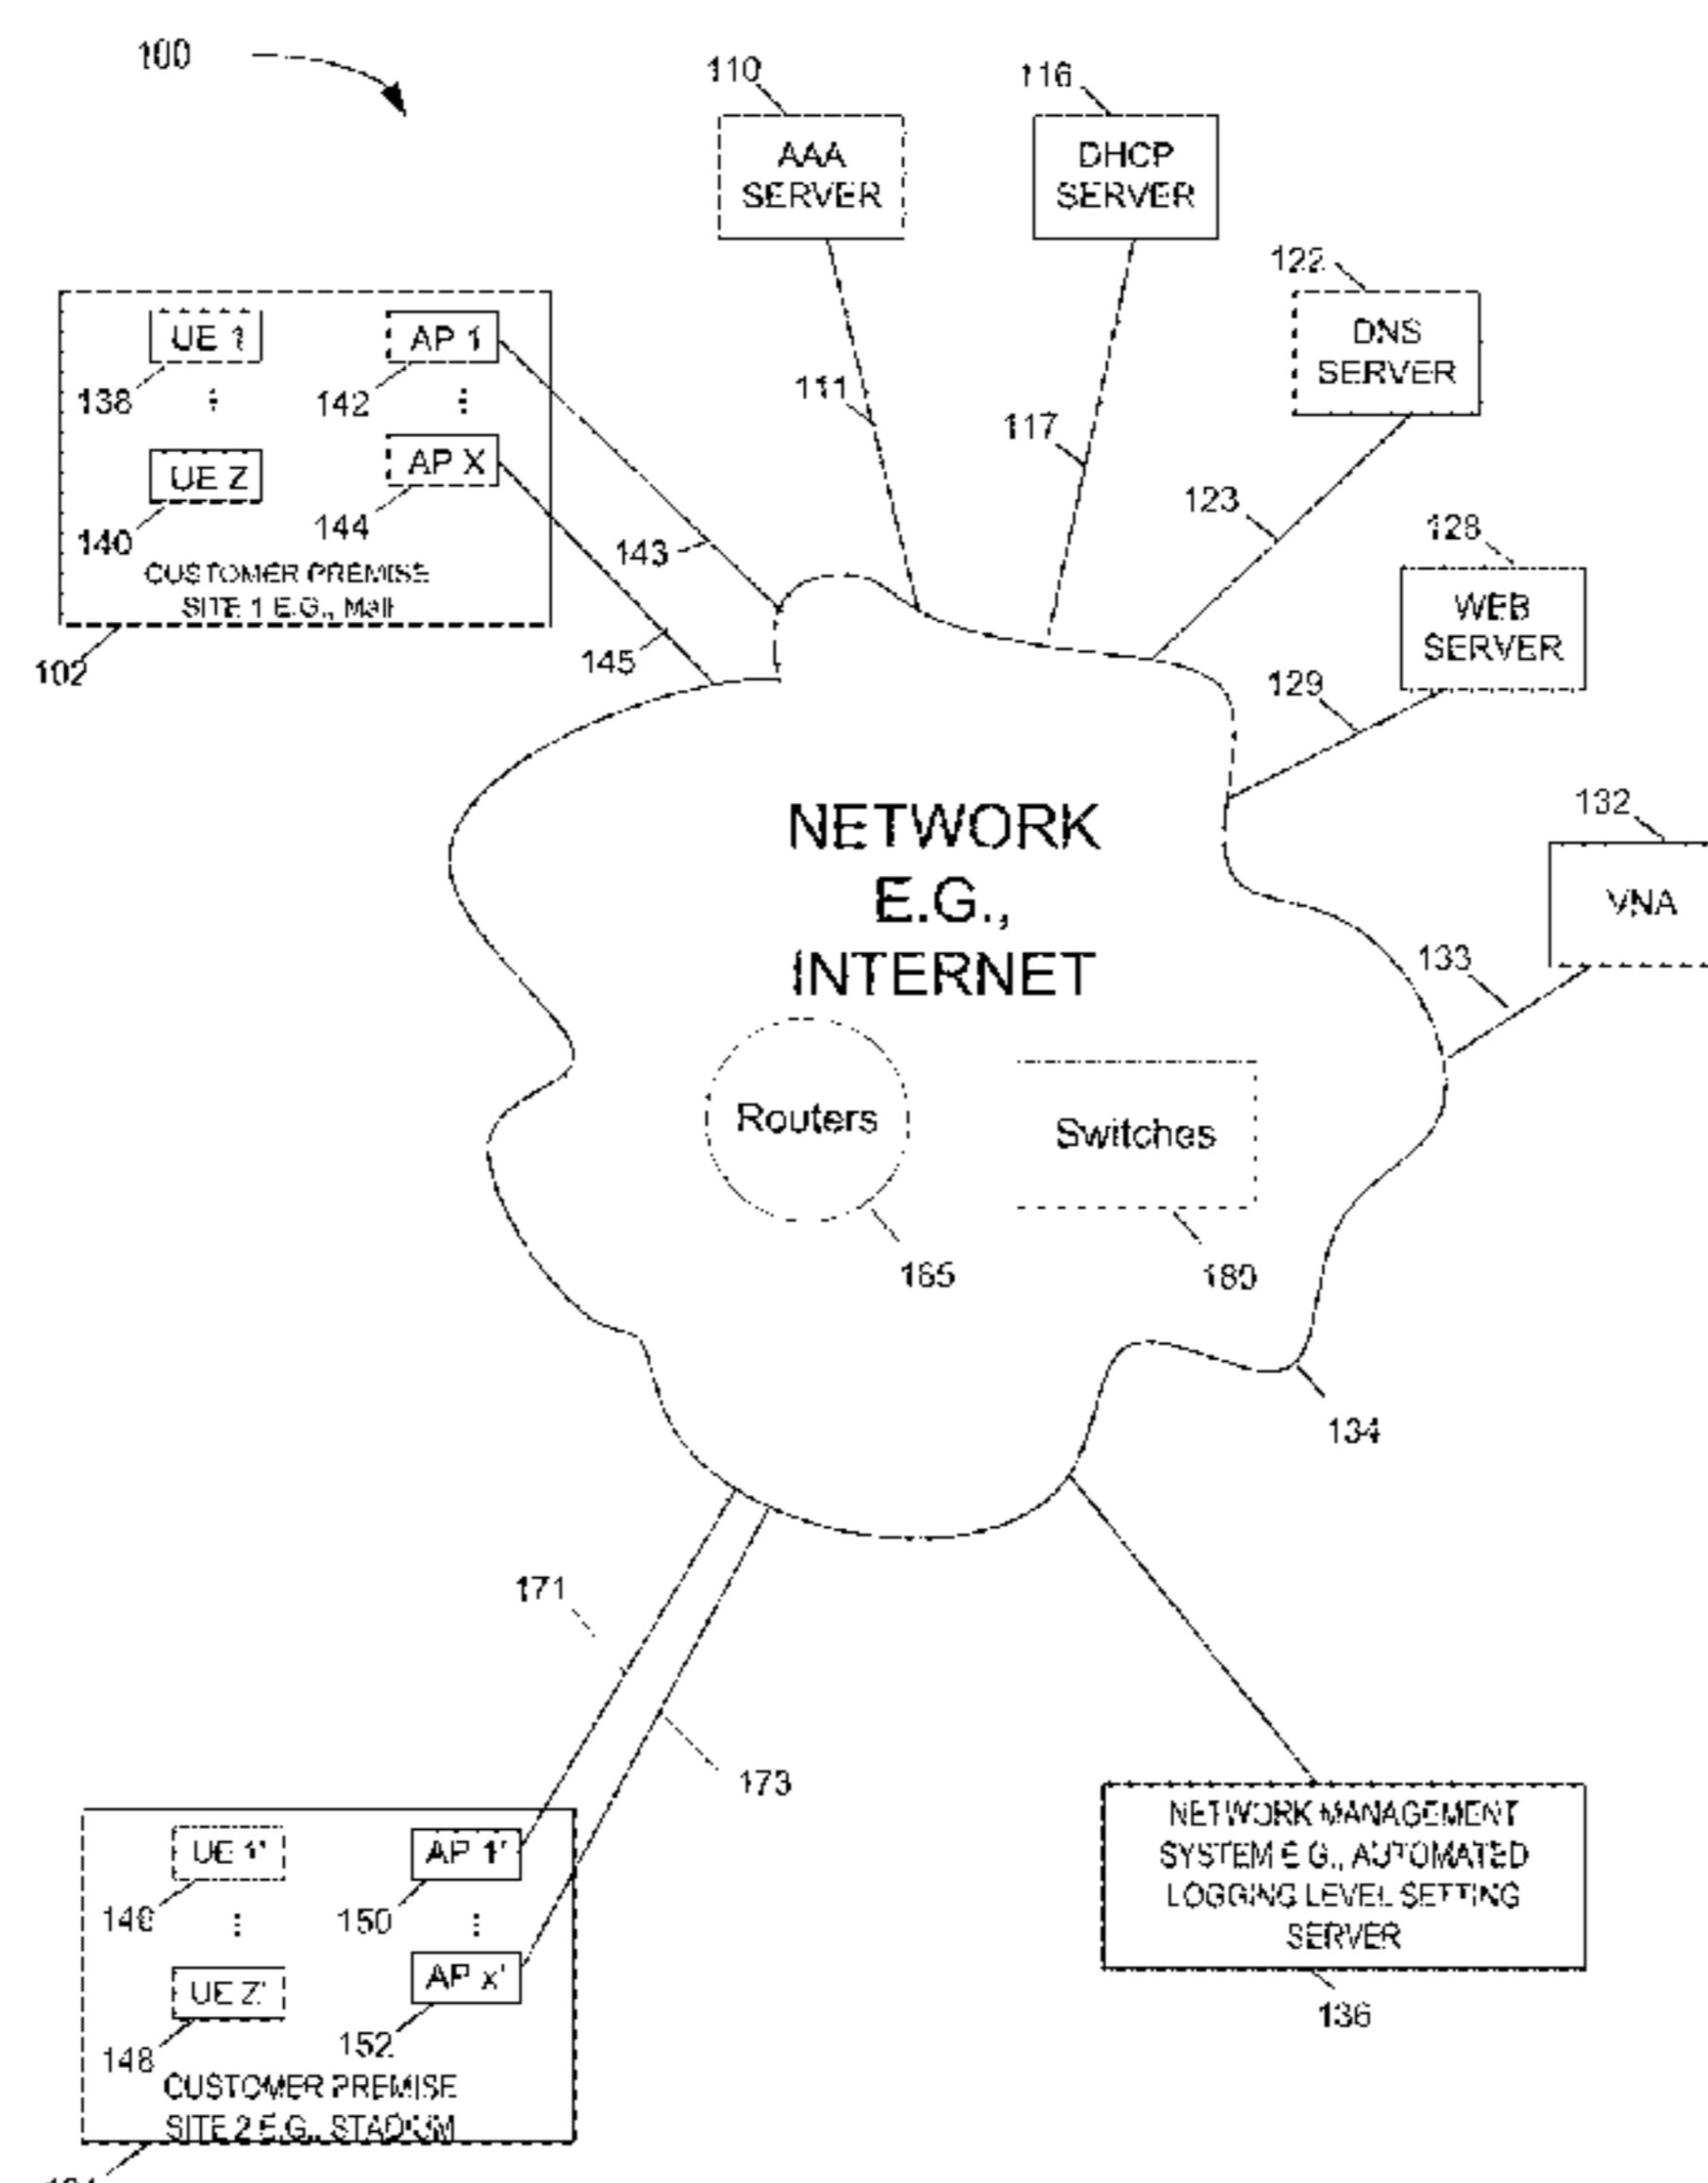 100
110
116
AAA
SERVER
DHCP
SERVER
122
DNS
SERVER
UE 1
AP 1
138
142
UE Z
AP X
140
144
CUSTOMER PREMISE
SITE 1 E.G., Mall
102
111
117
123
143
145
128
WEB
SERVER
129
132
VNA
133
NETWORK
E.G.,
INTERNET
Routers
Switches
134
171
173
UE 1'
AP 1'
150
UE Z'
AP x'
148
152
CUSTOMER PREMISE
SITE 2 E.G., STADIUM
NETWORK MANAGEMENT
SYSTEM E.G., AUTOMATED
LOGGING LEVEL SETTING
SERVER
136